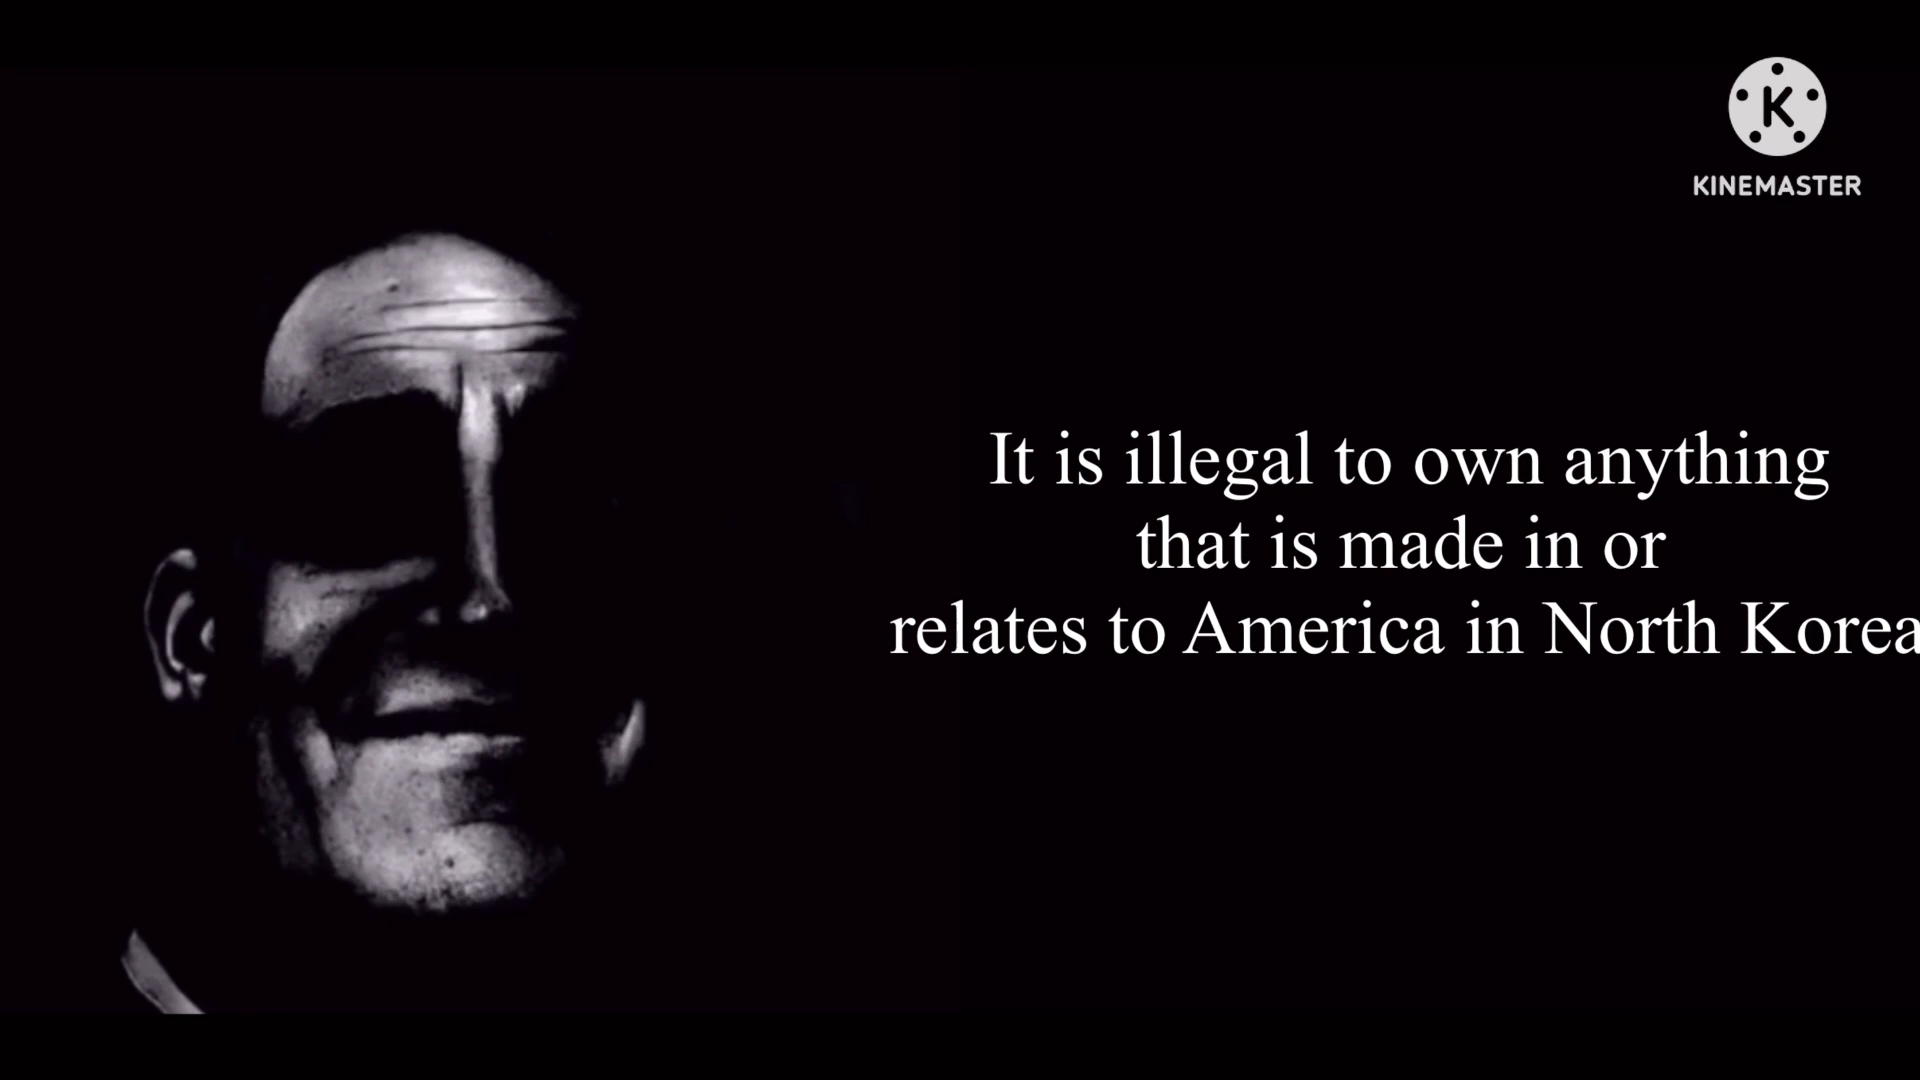 K
KINEMASTER
It is illegal to own anything
that is made in or
relates to America in North Korea